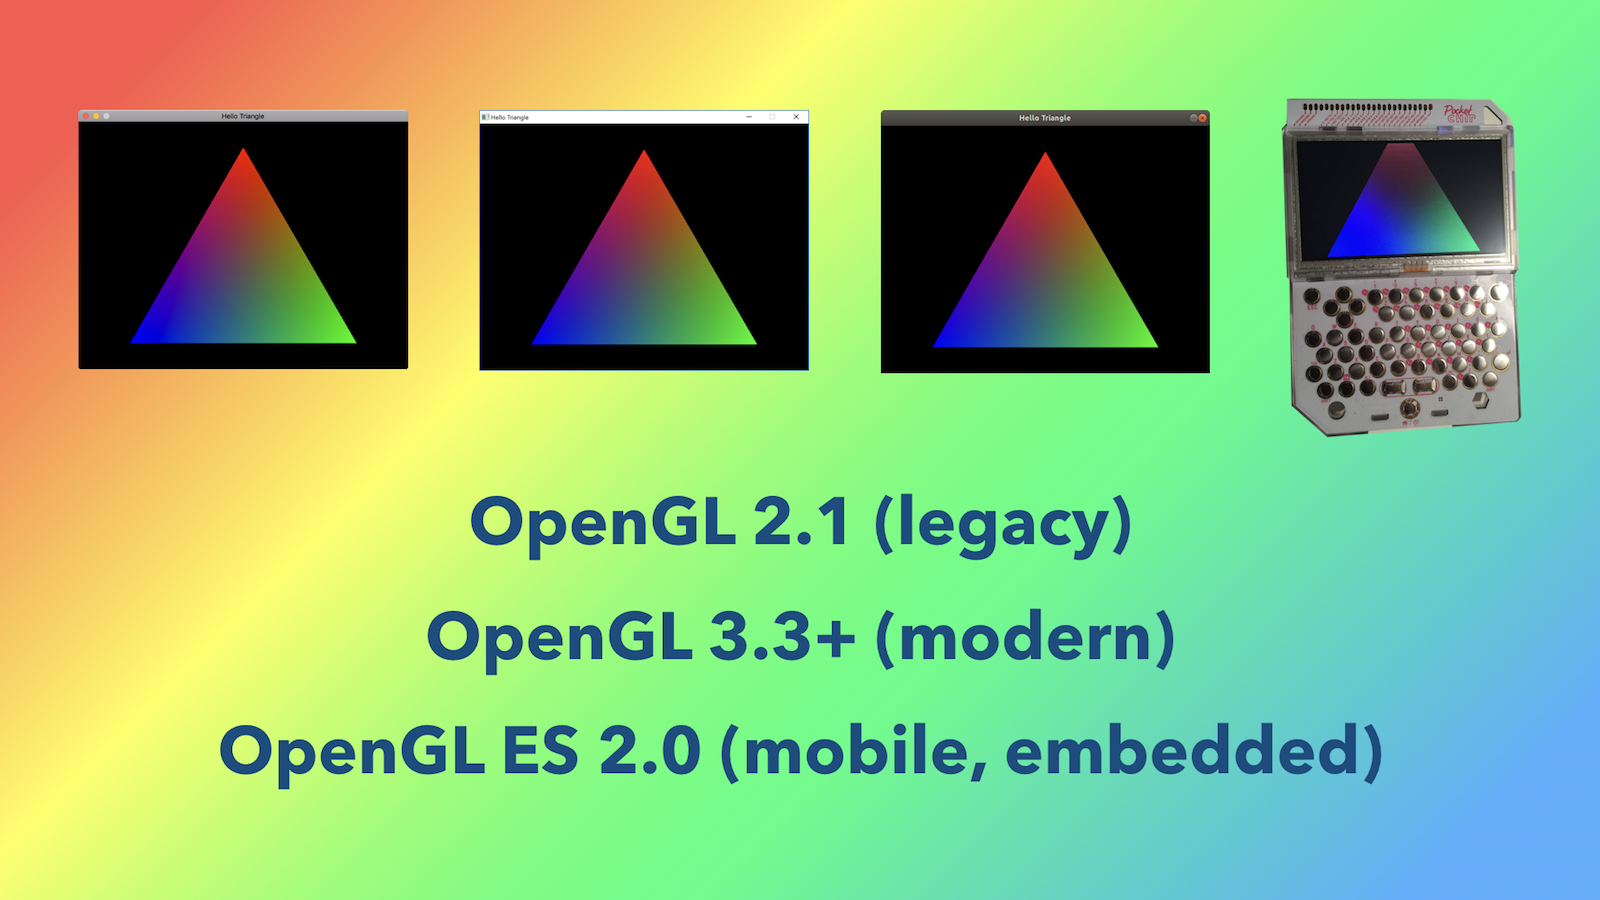 Hello Triangle
Hello Triangle
Hello Triangle
Pocket
CHIP
OpenGL 2.1 (legacy)
OpenGL 3.3+ (modern)
OpenGL ES 2.0 (mobile, embedded)